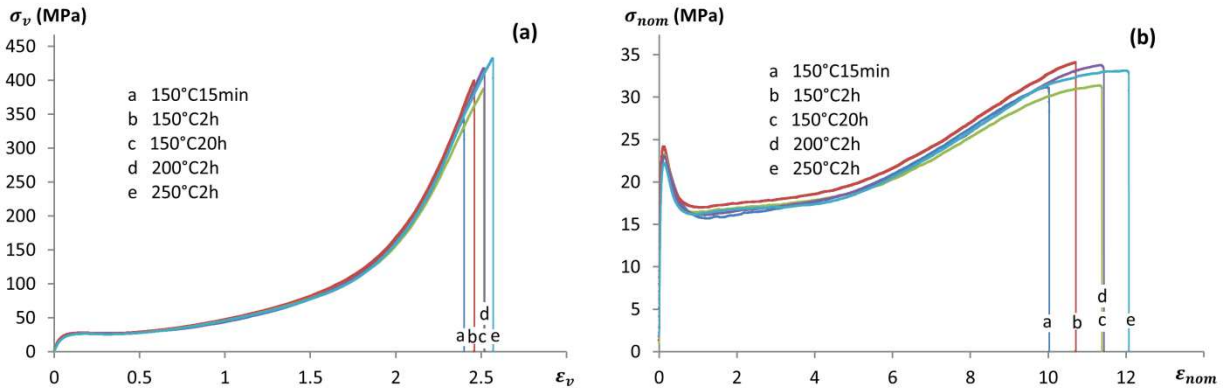 σv (MPa)
(a)
450
400
350
300
250
200
150
100
50
0
a 150°C15min
b 150°C2h
c 150°C20h
d 200°C2h
e 250°C2h
d
a b c e
0 0.5 1 1.5 2 2.5 3.0
εv
σnom (MPa)
(b)
35
30
25
20
15
10
5
0
a 150°C15min
b 150°C2h
c 150°C20h
d 200°C2h
e 250°C2h
d
a b c e
0 2 4 6 8 10 12
εnom